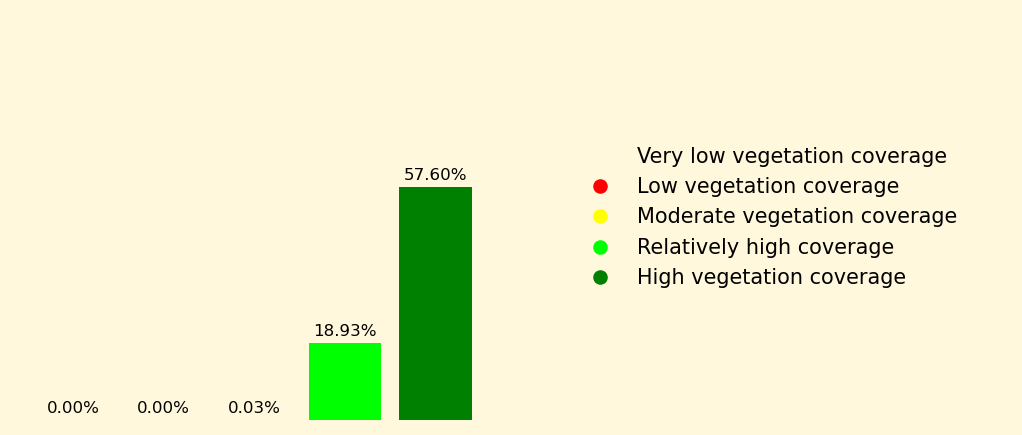 57.60%
18.93%
0.00%
0.00%
0.03%
Very low vegetation coverage
Low vegetation coverage
Moderate vegetation coverage
Relatively high coverage
High vegetation coverage